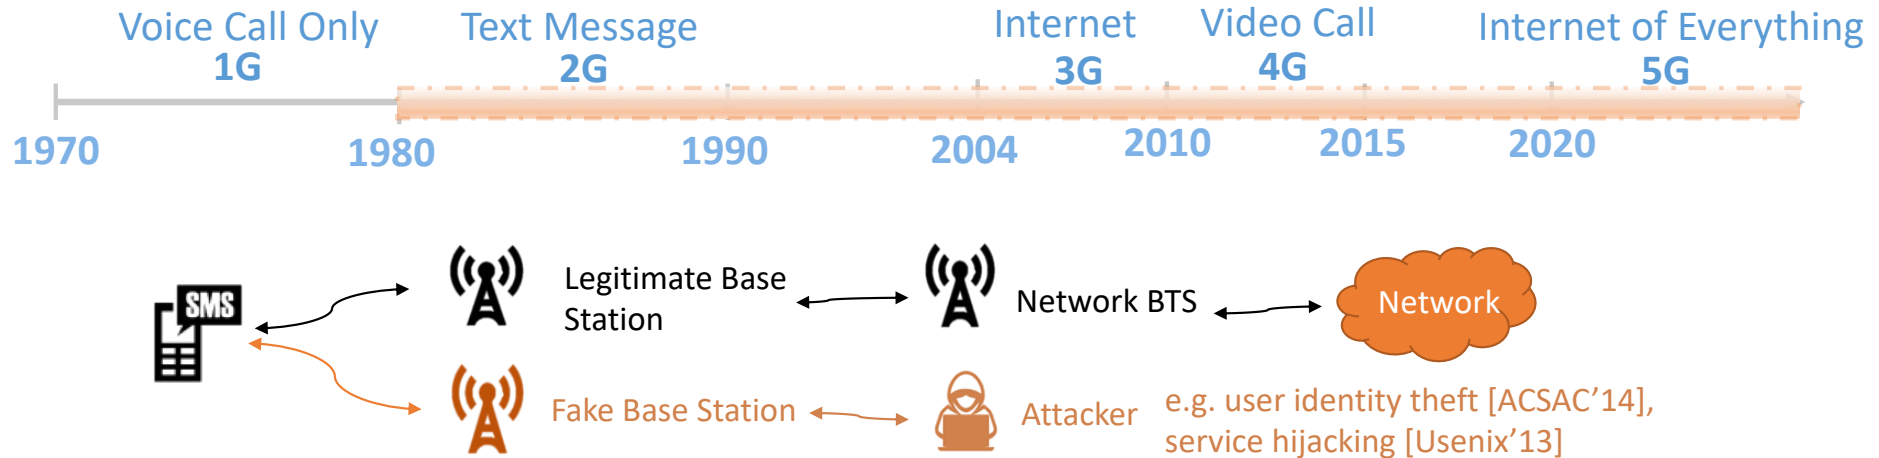 Voice Call Only
1G
Text Message
2G
Internet
3G
Video Call
4G
Internet of Everything
5G
1970
1980
1990
2004
2010
2015
2020
SMS
Legitimate Base
Station
Network BTS
Network
Fake Base Station
Attacker
e.g. user identity theft [ACSAC’14],
service hijacking [Usenix’13]